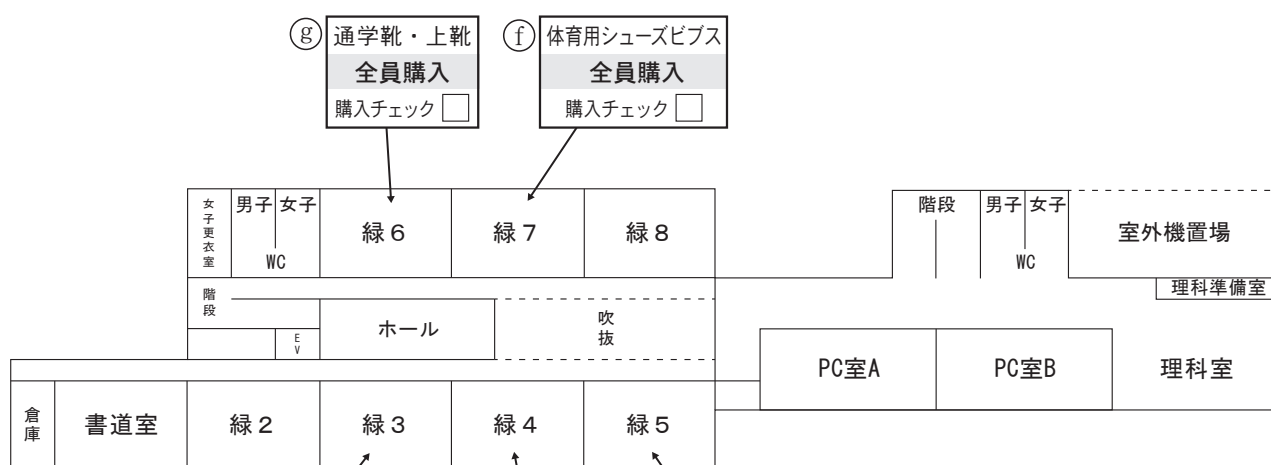 ⓖ 通学靴・上靴
全員購入
購入チェック
ⓕ 体育用シューズビブス
全員購入
購入チェック
女子更衣室
男子 女子
WC
緑6
緑7
緑8
階段
男子 女子
WC
室外機置場
理科準備室
階段
EV
ホール
吹抜
PC室A
PC室B
理科室
倉庫
書道室
緑2
緑3
緑4
緑5